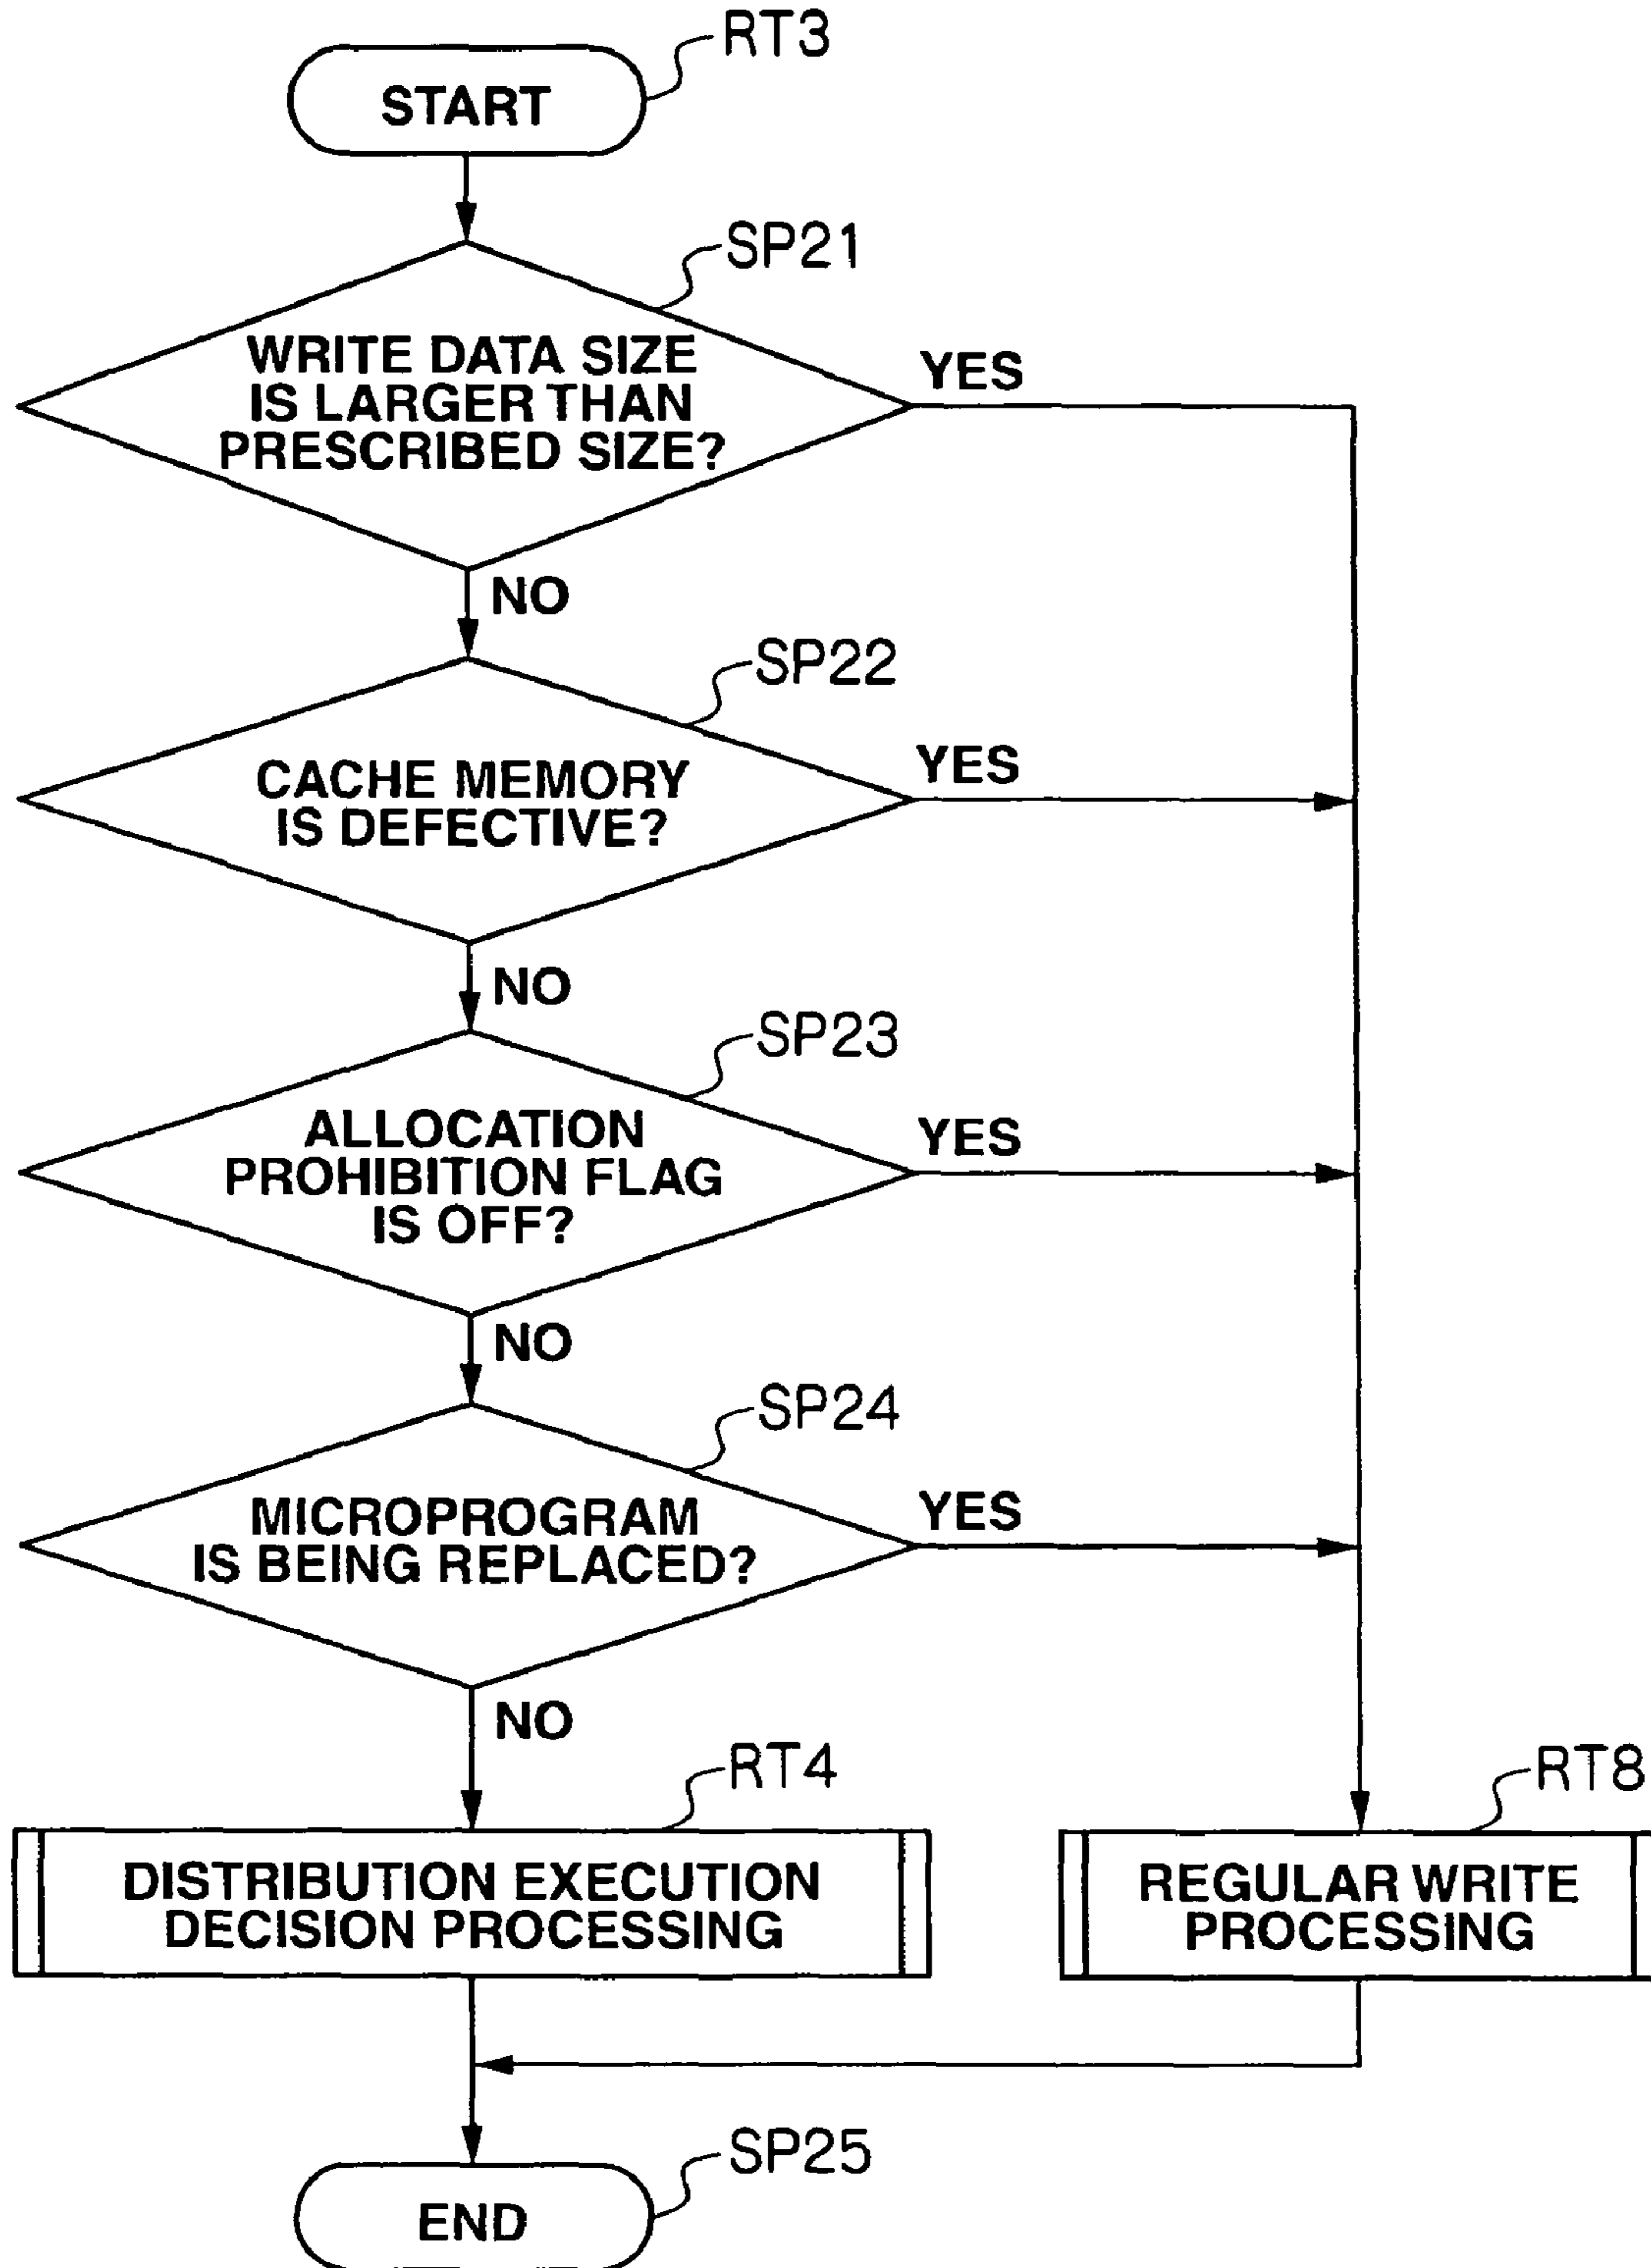 RT3
START
SP21
WRITE DATA SIZE
IS LARGER THAN
PRESCRIBED SIZE?
YES
NO
SP22
CACHE MEMORY
IS DEFECTIVE?
YES
NO
SP23
ALLOCATION
PROHIBITION FLAG
IS OFF?
YES
NO
SP24
MICROPROGRAM
IS BEING REPLACED?
YES
NO
RT4
DISTRIBUTION EXECUTION
DECISION PROCESSING
RT8
REGULAR WRITE
PROCESSING
SP25
END